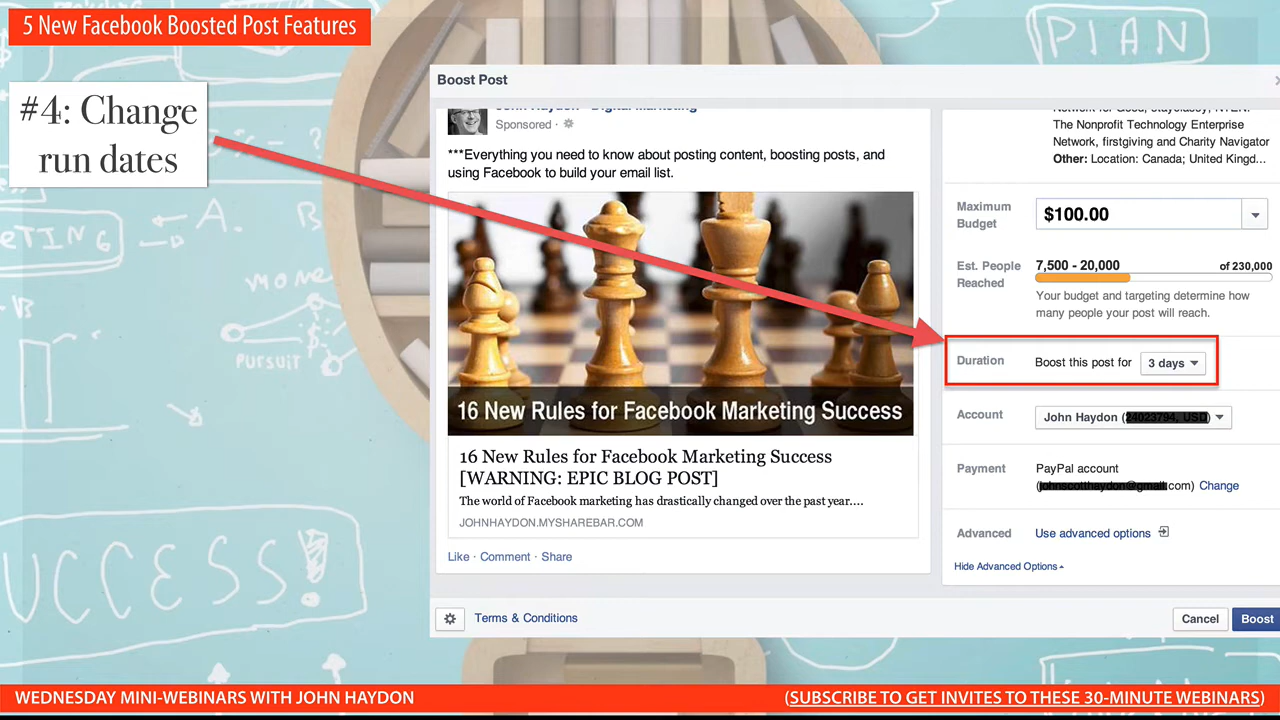 5 New Facebook Boosted Post Features
#4: Change
run dates
PLAN
A.
B
MONEY
PURSUIT
SUCCESS!
Boost Post
Sponsored ·
***Everything you need to know about posting content, boosting posts, and
using Facebook to build your email list.
16 New Rules for Facebook Marketing Success
16 New Rules for Facebook Marketing Success
[WARNING: EPIC BLOG POST]
The world of Facebook marketing has drastically changed over the past year....
JOHNHAYDON.MYSHAREBAR.COM
Like · Comment · Share
The Nonprofit Technology Enterprise
Network, firstgiving and Charity Navigator
Other: Location: Canada; United Kingd...
Maximum
Budget
$100.00
Est. People
Reached
7,500 - 20,000
of 230,000
Your budget and targeting determine how
many people your post will reach.
Duration
Boost this post for
3 days
Account
John Haydon (
Payment
PayPal account
.com) Change
Advanced
Use advanced options
Hide Advanced Options
Terms & Conditions
Cancel
Boost
WEDNESDAY MINI-WEBINARS WITH JOHN HAYDON
(SUBSCRIBE TO GET INVITES TO THESE 30-MINUTE WEBINARS)